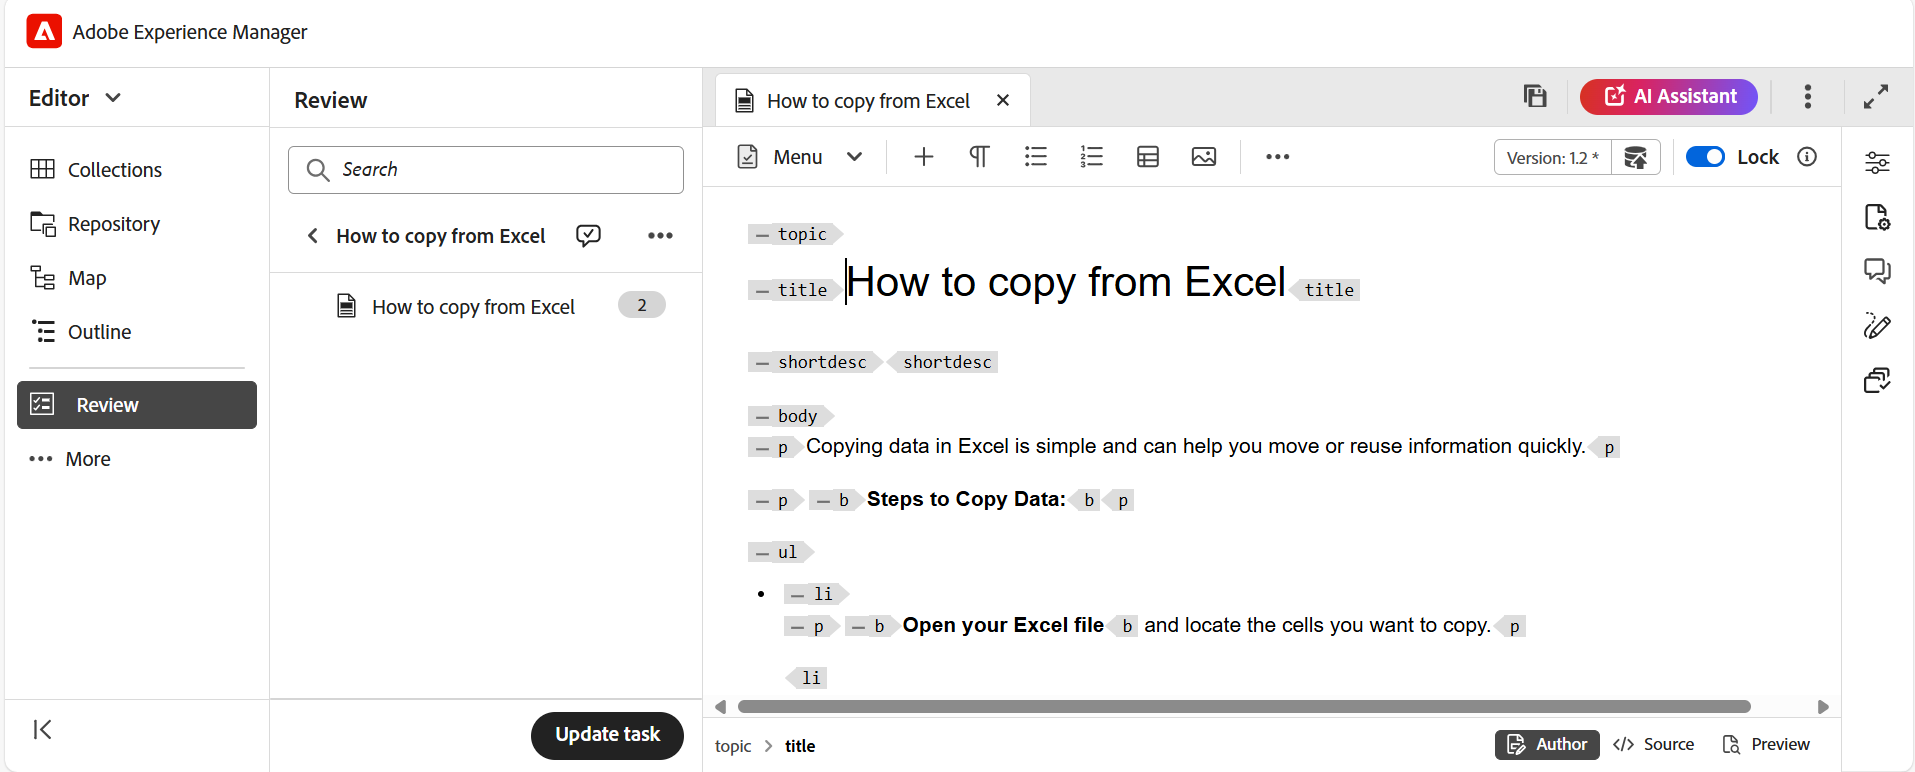 Adobe Experience Manager
Editor
Collections
Repository
Map
Outline
Review
More
Review
Search
How to copy from Excel
How to copy from Excel 2
Update task
How to copy from Excel
AI Assistant
Menu
1
2
3
Version: 1.2 *
Lock
topic
title How to copy from Excel title
shortdesc shortdesc
body
p Copying data in Excel is simple and can help you move or reuse information quickly. p
p b Steps to Copy Data: b p
ul
• li
p b Open your Excel file b and locate the cells you want to copy. p
li
topic > title
Author </> Source Preview